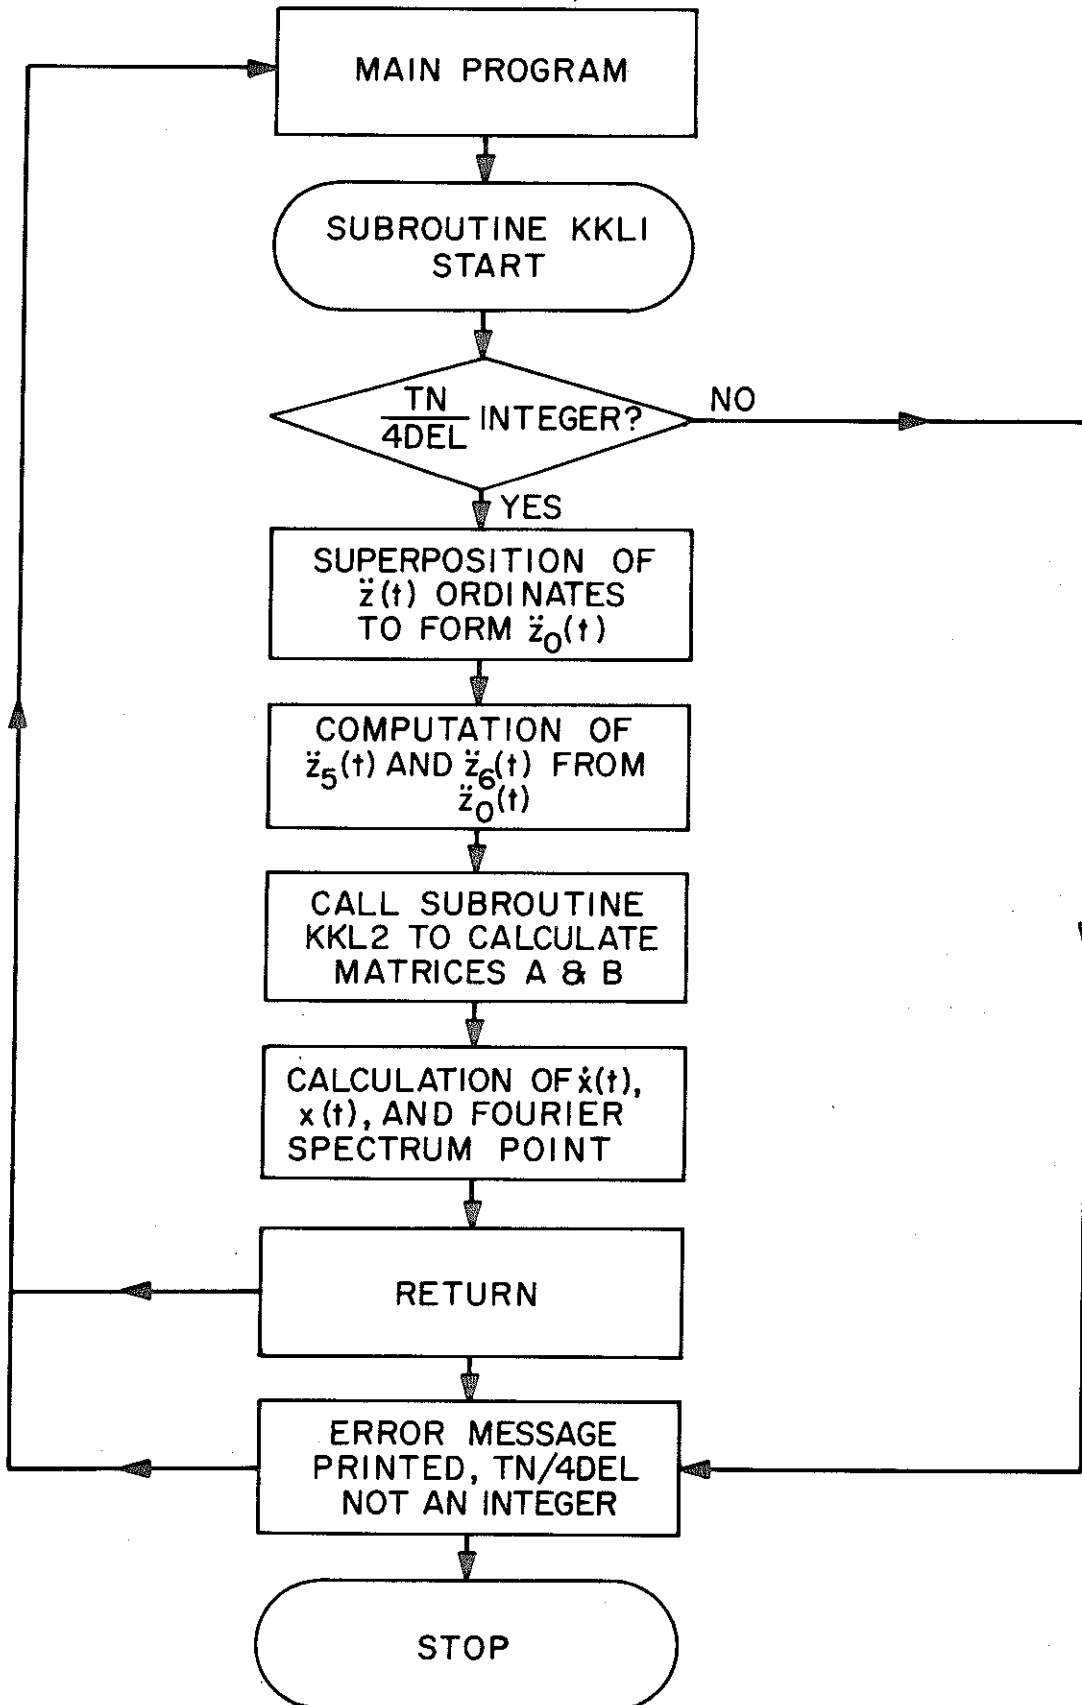 MAIN PROGRAM
SUBROUTINE KKL1
START
TN
4DEL
INTEGER?
NO
YES
SUPERPOSITION OF
z̈(t) ORDINATES
TO FORM z̈₀(t)
COMPUTATION OF
z̈₅(t) AND z̈₆(t) FROM
z̈₀(t)
CALL SUBROUTINE
KKL2 TO CALCULATE
MATRICES A & B
CALCULATION OF ẋ(t),
x(t), AND FOURIER
SPECTRUM POINT
RETURN
ERROR MESSAGE
PRINTED, TN/4DEL
NOT AN INTEGER
STOP